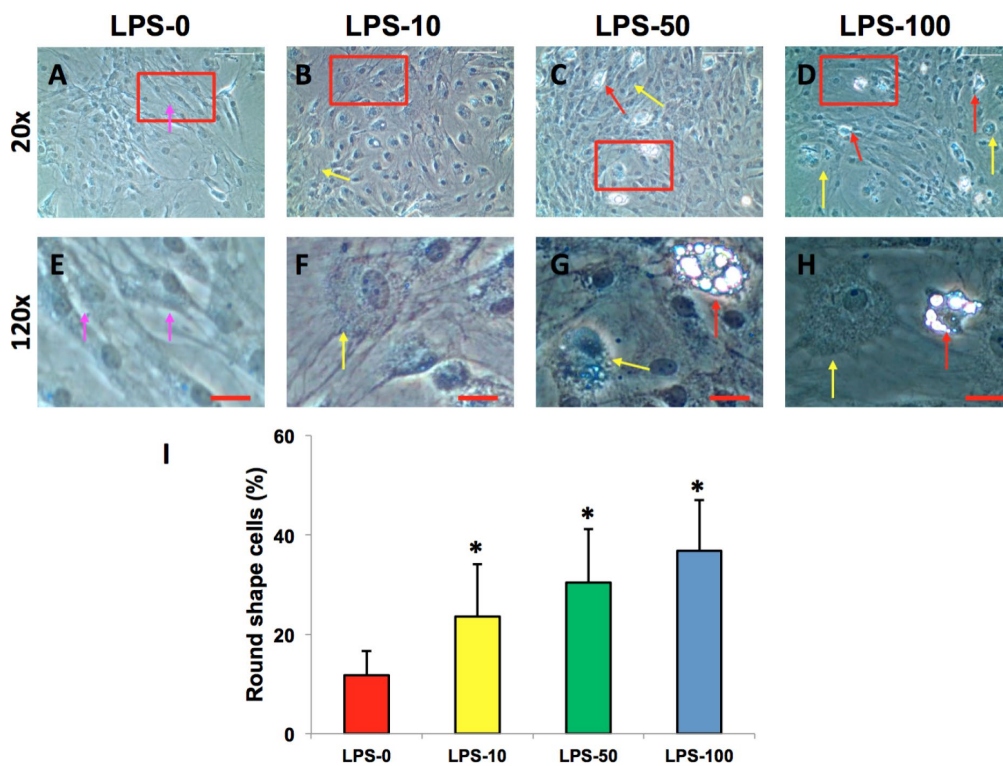 LPS-0 LPS-10 LPS-50 LPS-100
20x
A B C D
120x
E F G H
I
Round shape cells (%)
60
40
20
0
* * *
LPS-0 LPS-10 LPS-50 LPS-100